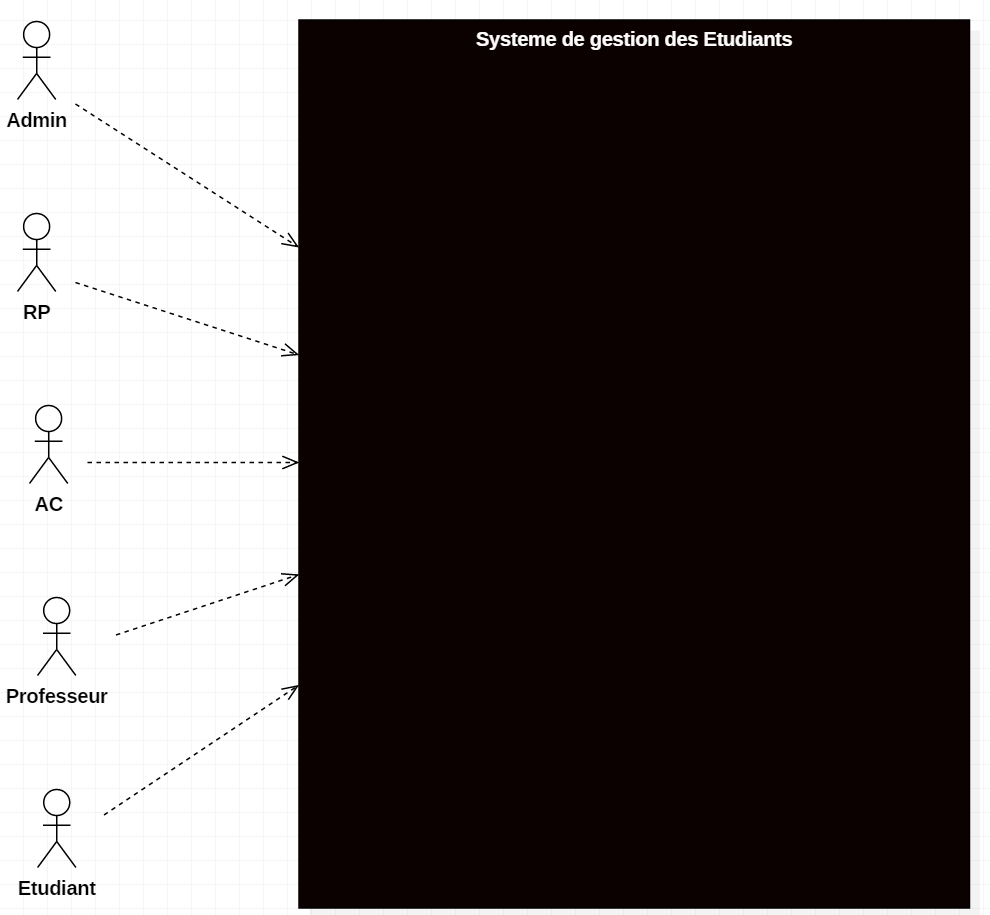 Systeme de gestion des Etudiants
Admin
RP
AC
Professeur
Etudiant